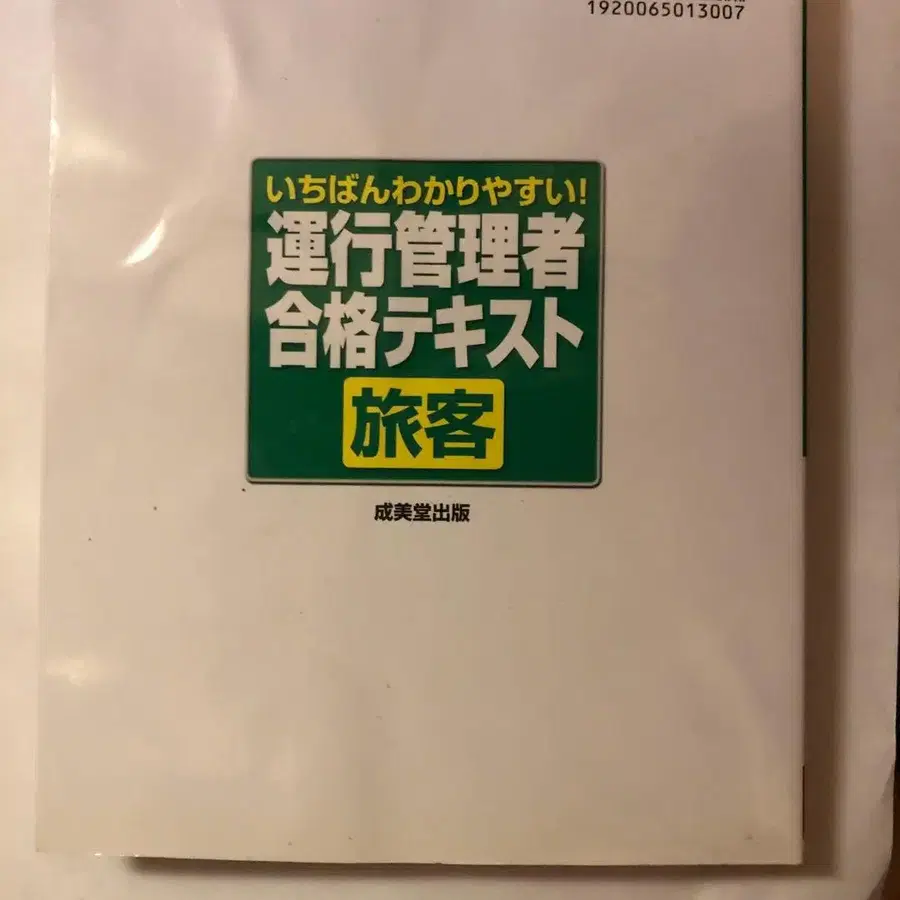 1920065013007
いちばんわかりやすい!
運行管理者
合格テキスト
旅客
成美堂出版